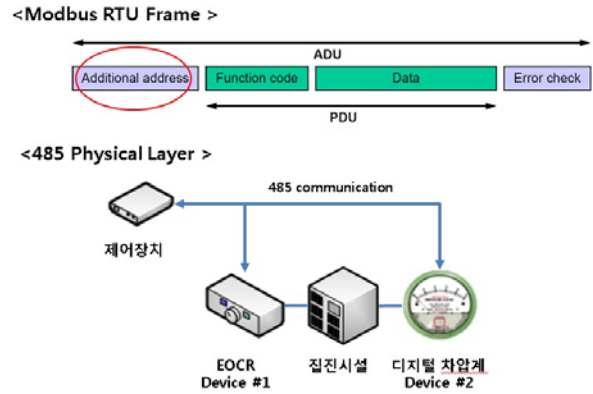 <Modbus RTU Frame>
ADU
Additional address Function code Data Error check
PDU
<485 Physical Layer >
485 communication
제어장치
EOCR 집진시설 디지털 차압계
Device #1 Device #2